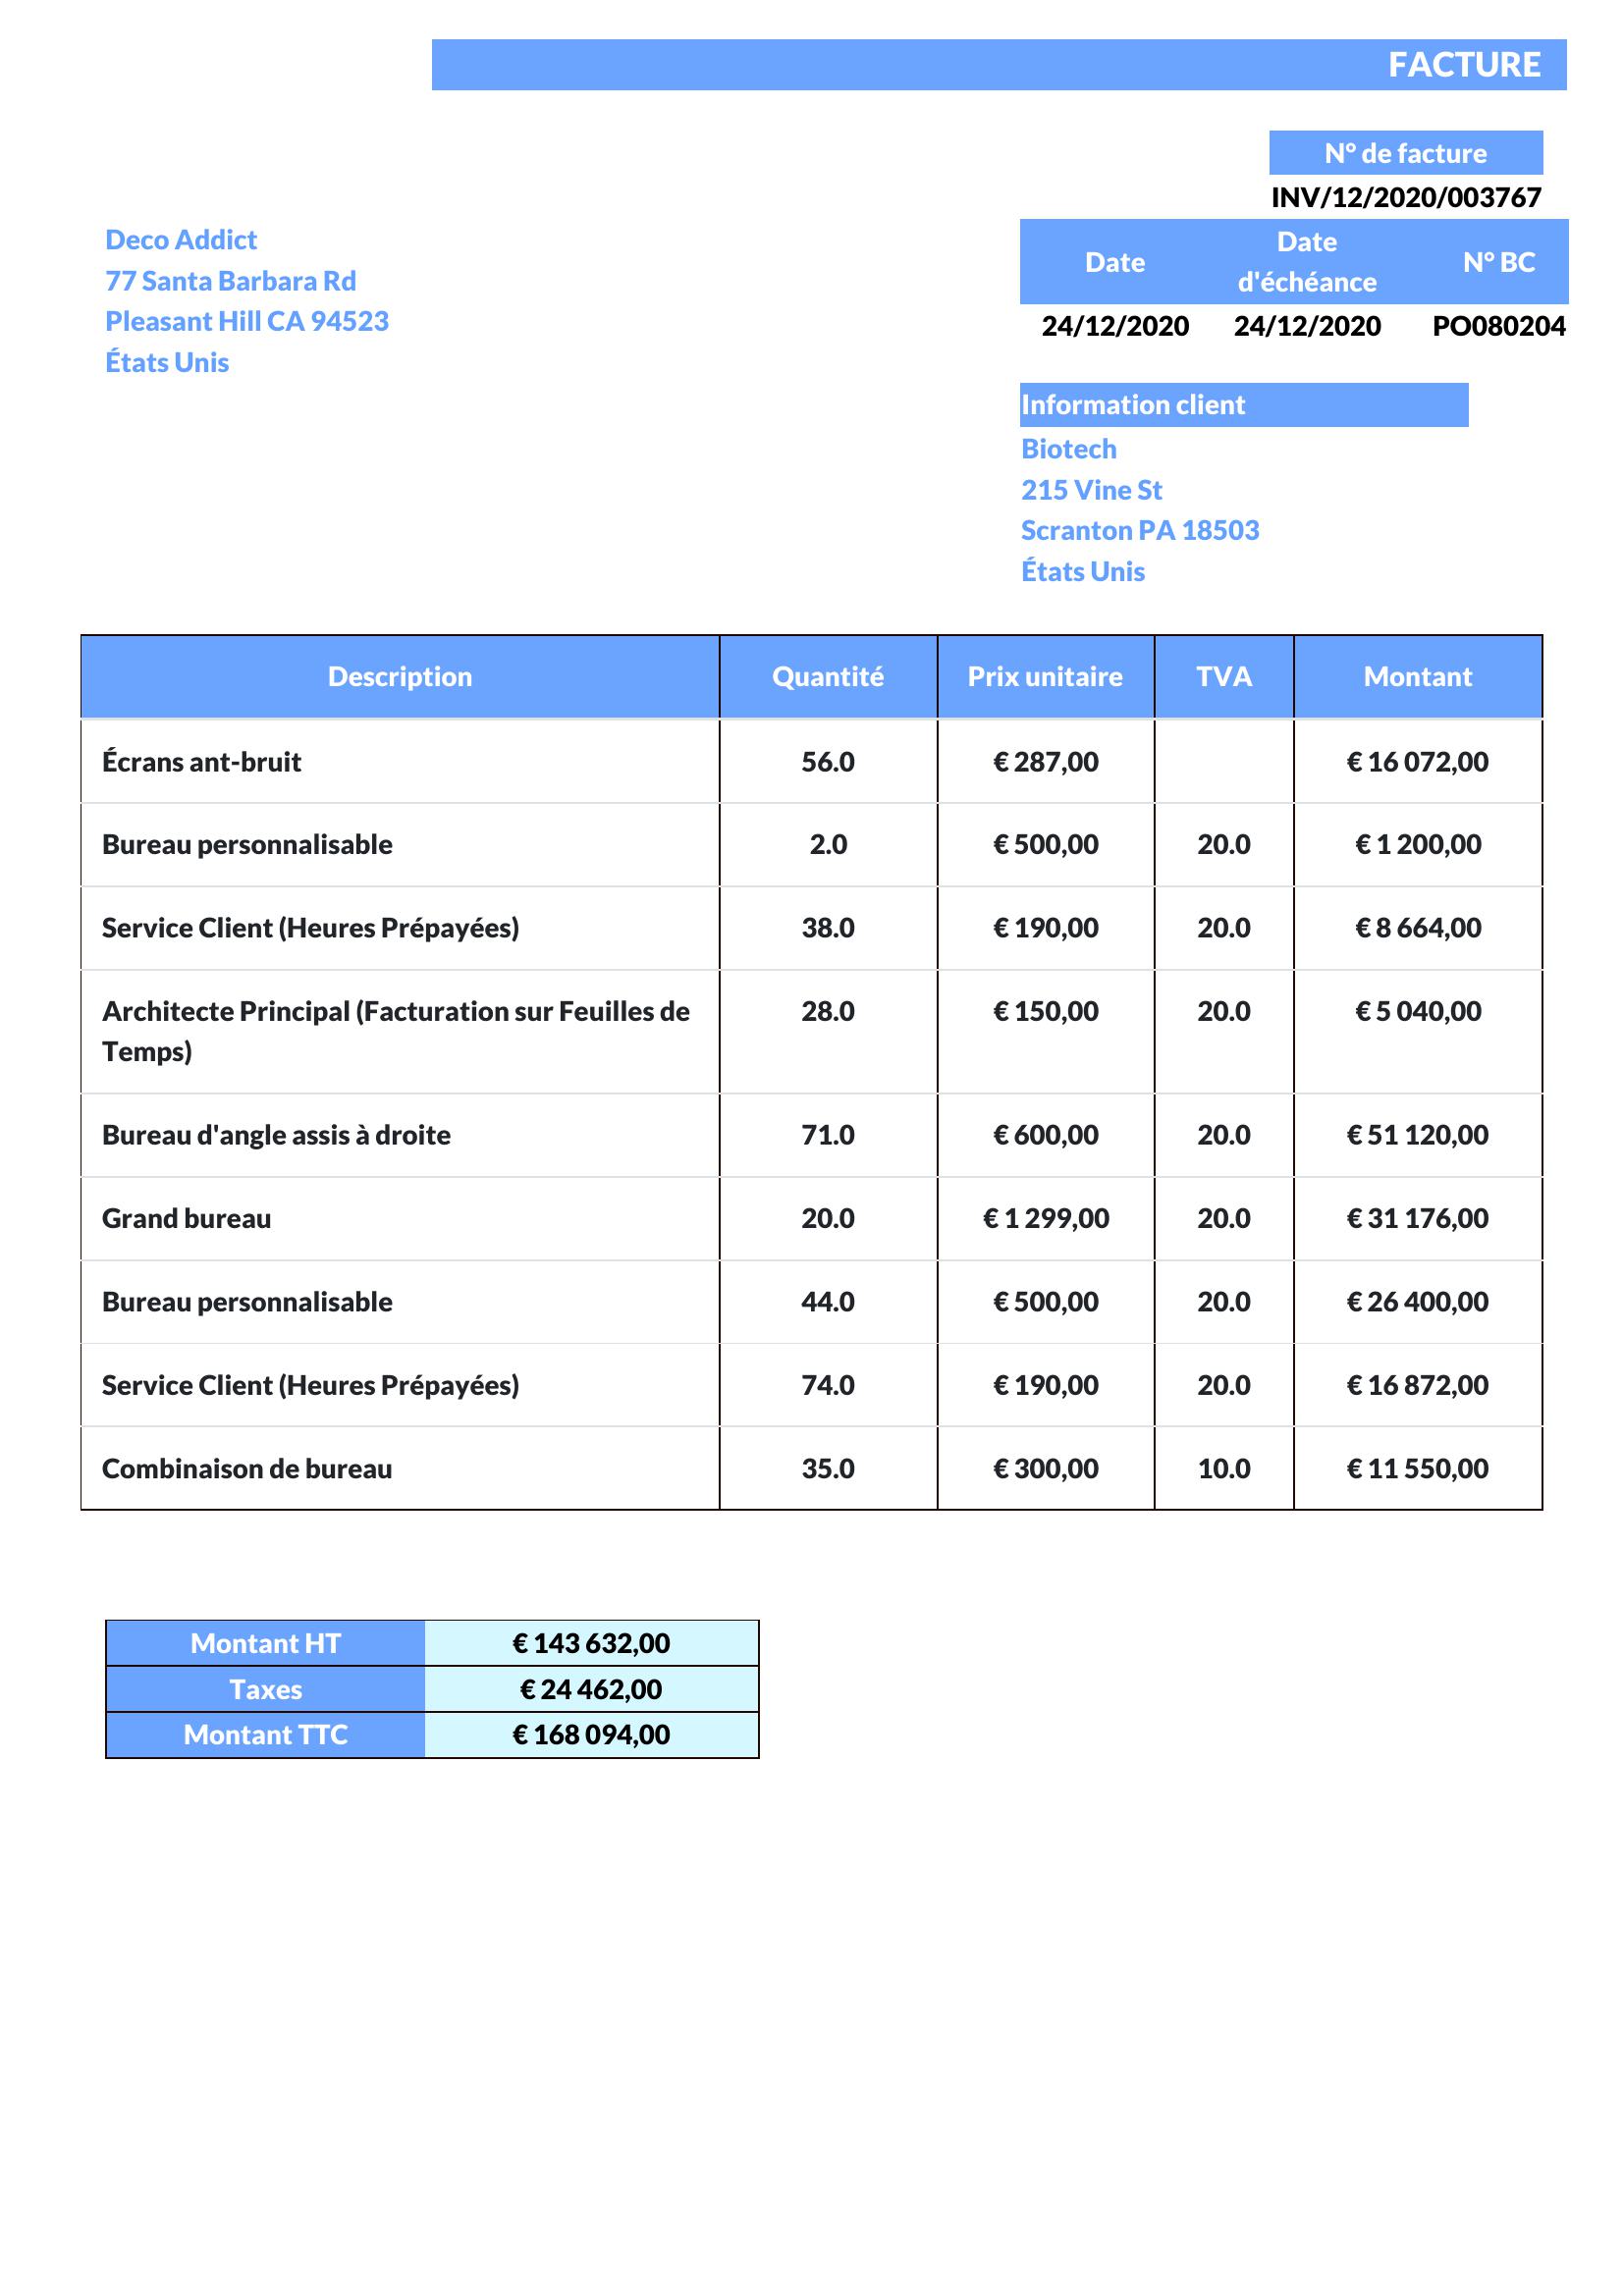 FACTURE
N° de facture
INV/12/2020/003767
Deco Addict
77 Santa Barbara Rd
Pleasant Hill CA 94523
États Unis
Date Date d'échéance N° BC
24/12/2020 24/12/2020 PO080204
Information client
Biotech
215 Vine St
Scranton PA 18503
États Unis
Description Quantité Prix unitaire TVA Montant
Écrans ant-bruit 56.0 € 287,00 € 16 072,00
Bureau personnalisable 2.0 € 500,00 20.0 € 1 200,00
Service Client (Heures Prépayées) 38.0 € 190,00 20.0 € 8 664,00
Architecte Principal (Facturation sur Feuilles de 28.0 € 150,00 20.0 € 5 040,00
Temps)
Bureau d'angle assis à droite 71.0 € 600,00 20.0 € 51 120,00
Grand bureau 20.0 € 1 299,00 20.0 € 31 176,00
Bureau personnalisable 44.0 € 500,00 20.0 € 26 400,00
Service Client (Heures Prépayées) 74.0 € 190,00 20.0 € 16 872,00
Combinaison de bureau 35.0 € 300,00 10.0 € 11 550,00
Montant HT € 143 632,00
Taxes € 24 462,00
Montant TTC € 168 094,00